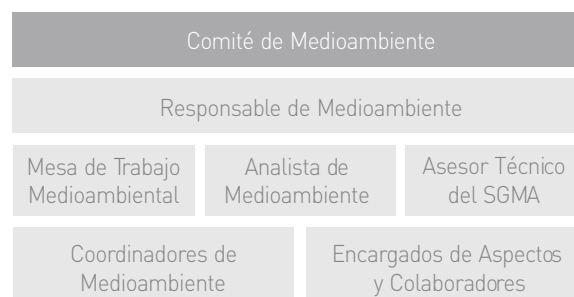 Comité de Medioambiente
Responsable de Medioambiente
Mesa de Trabajo
Medioambiental
Analista de
Medioambiente
Asesor Técnico
del SGMA
Coordinadores de
Medioambiente
Encargados de Aspectos
y Colaboradores